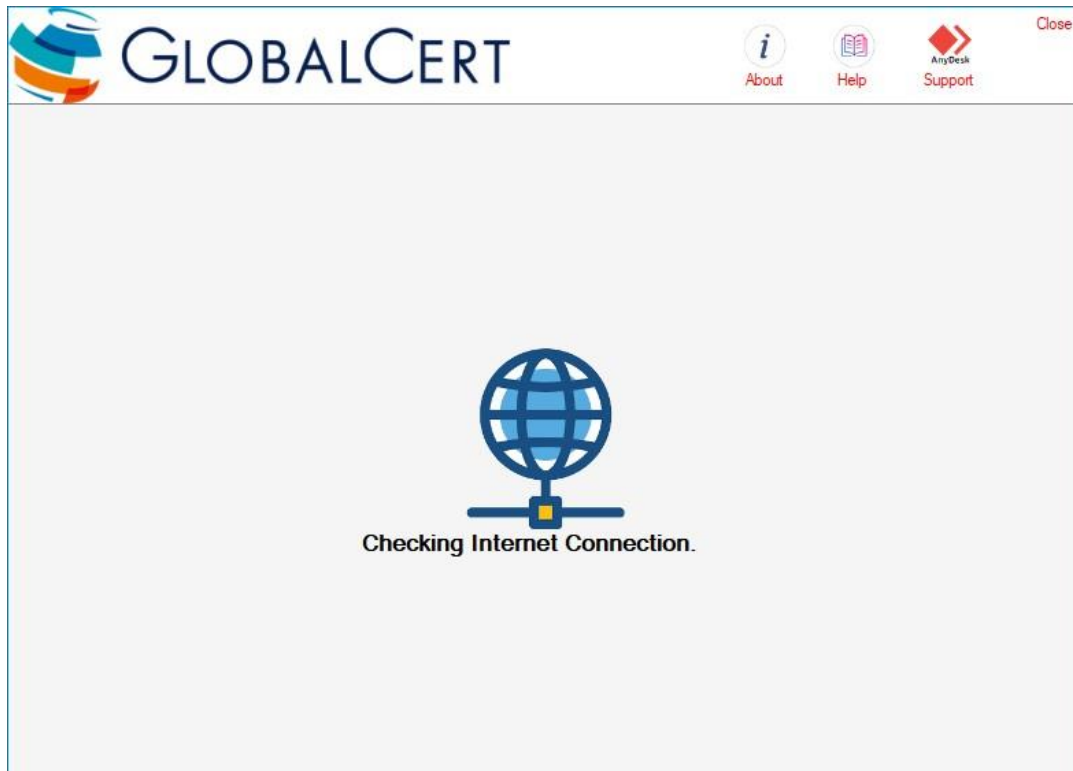 GLOBALCERT
i
AnyDesk
About
Help
Support
Close
Checking Internet Connection.